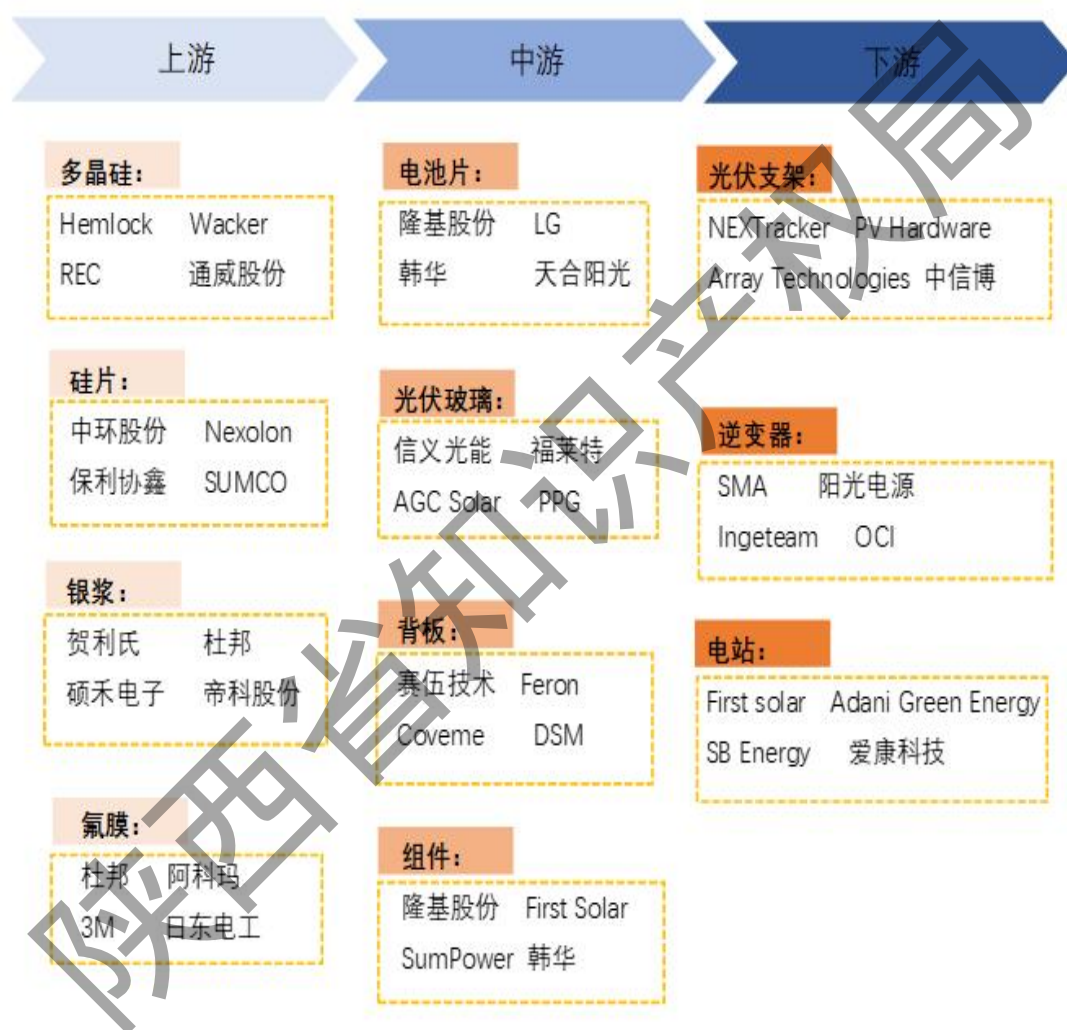 上游
中游
下游
多晶硅：
Hemlock Wacker
REC 通威股份
硅片：
中环股份 Nexolon
保利协鑫 SUMCO
银浆：
贺利氏 杜邦
硕禾电子 帝科股份
氟膜：
杜邦 阿科玛
3M 日东电工
电池片：
隆基股份 LG
韩华 天合阳光
光伏玻璃：
信义光能 福莱特
AGC Solar PPG
背板：
赛伍技术 Feron
Coveme DSM
组件：
隆基股份 First Solar
SumPower 韩华
光伏支架：
NEXTracker PV Hardware
Array Technologies 中信博
逆变器：
SMA 阳光电源
Ingeteam OCI
电站：
First solar Adani Green Energy
SB Energy 爱康科技
陕西省知识产权局